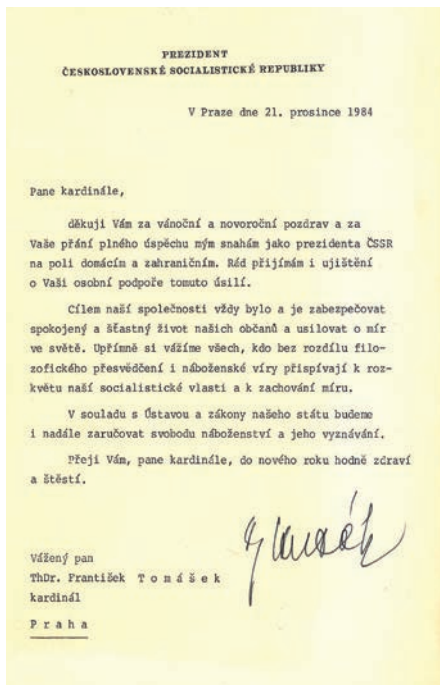 PREZIDENT
ČESKOSLOVENSKÉ SOCIALISTICKÉ REPUBLIKY
V Praze dne 21. prosince 1984
Pane kardinále,
děkuji Vám za vánoční a novoroční pozdrav a za
Vaše přání plného úspěchu mým snahám jako prezidenta ČSSR
na poli domácím a zahraničním. Rád přijímám i ujištění
o Vaši osobní podpoře tomuto úsilí.
Cílem naší společnosti vždy bylo a je zabezpečovat
spokojený a šťastný život našich občanů a usilovat o mír
ve světě. Upřímně si vážíme všech, kdo bez rozdílu filo-
zofického přesvědčení i náboženské víry přispívají k roz-
květu naší socialistické vlasti a k zachování míru.
V souladu s Ústavou a zákony našeho státu budeme
i nadále zaručovat svobodu náboženství a jeho vyznávání.
Přeji Vám, pane kardinále, do nového roku hodně zdraví
a štěstí.
Husák
Vážený pan
ThDr. František T o m á š e k
kardinál
P r a h a